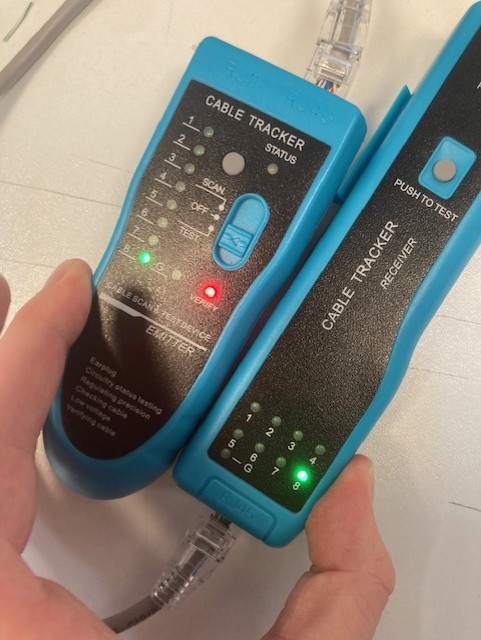 CABLE TRACKER
1
2
3
4
5
6
7
8
G
STATUS
SCAN
OFF
TEST
VERIFY
CABLE SCAN & TEST DEVICE
EMITTER
Earplug
Circuitry status testing
Regulating precision
Checking cable
Low voltage
Verifying cable
PUSH TO TEST
CABLE TRACKER
RECEIVER
1 2 3 4
5 6 7 8
G